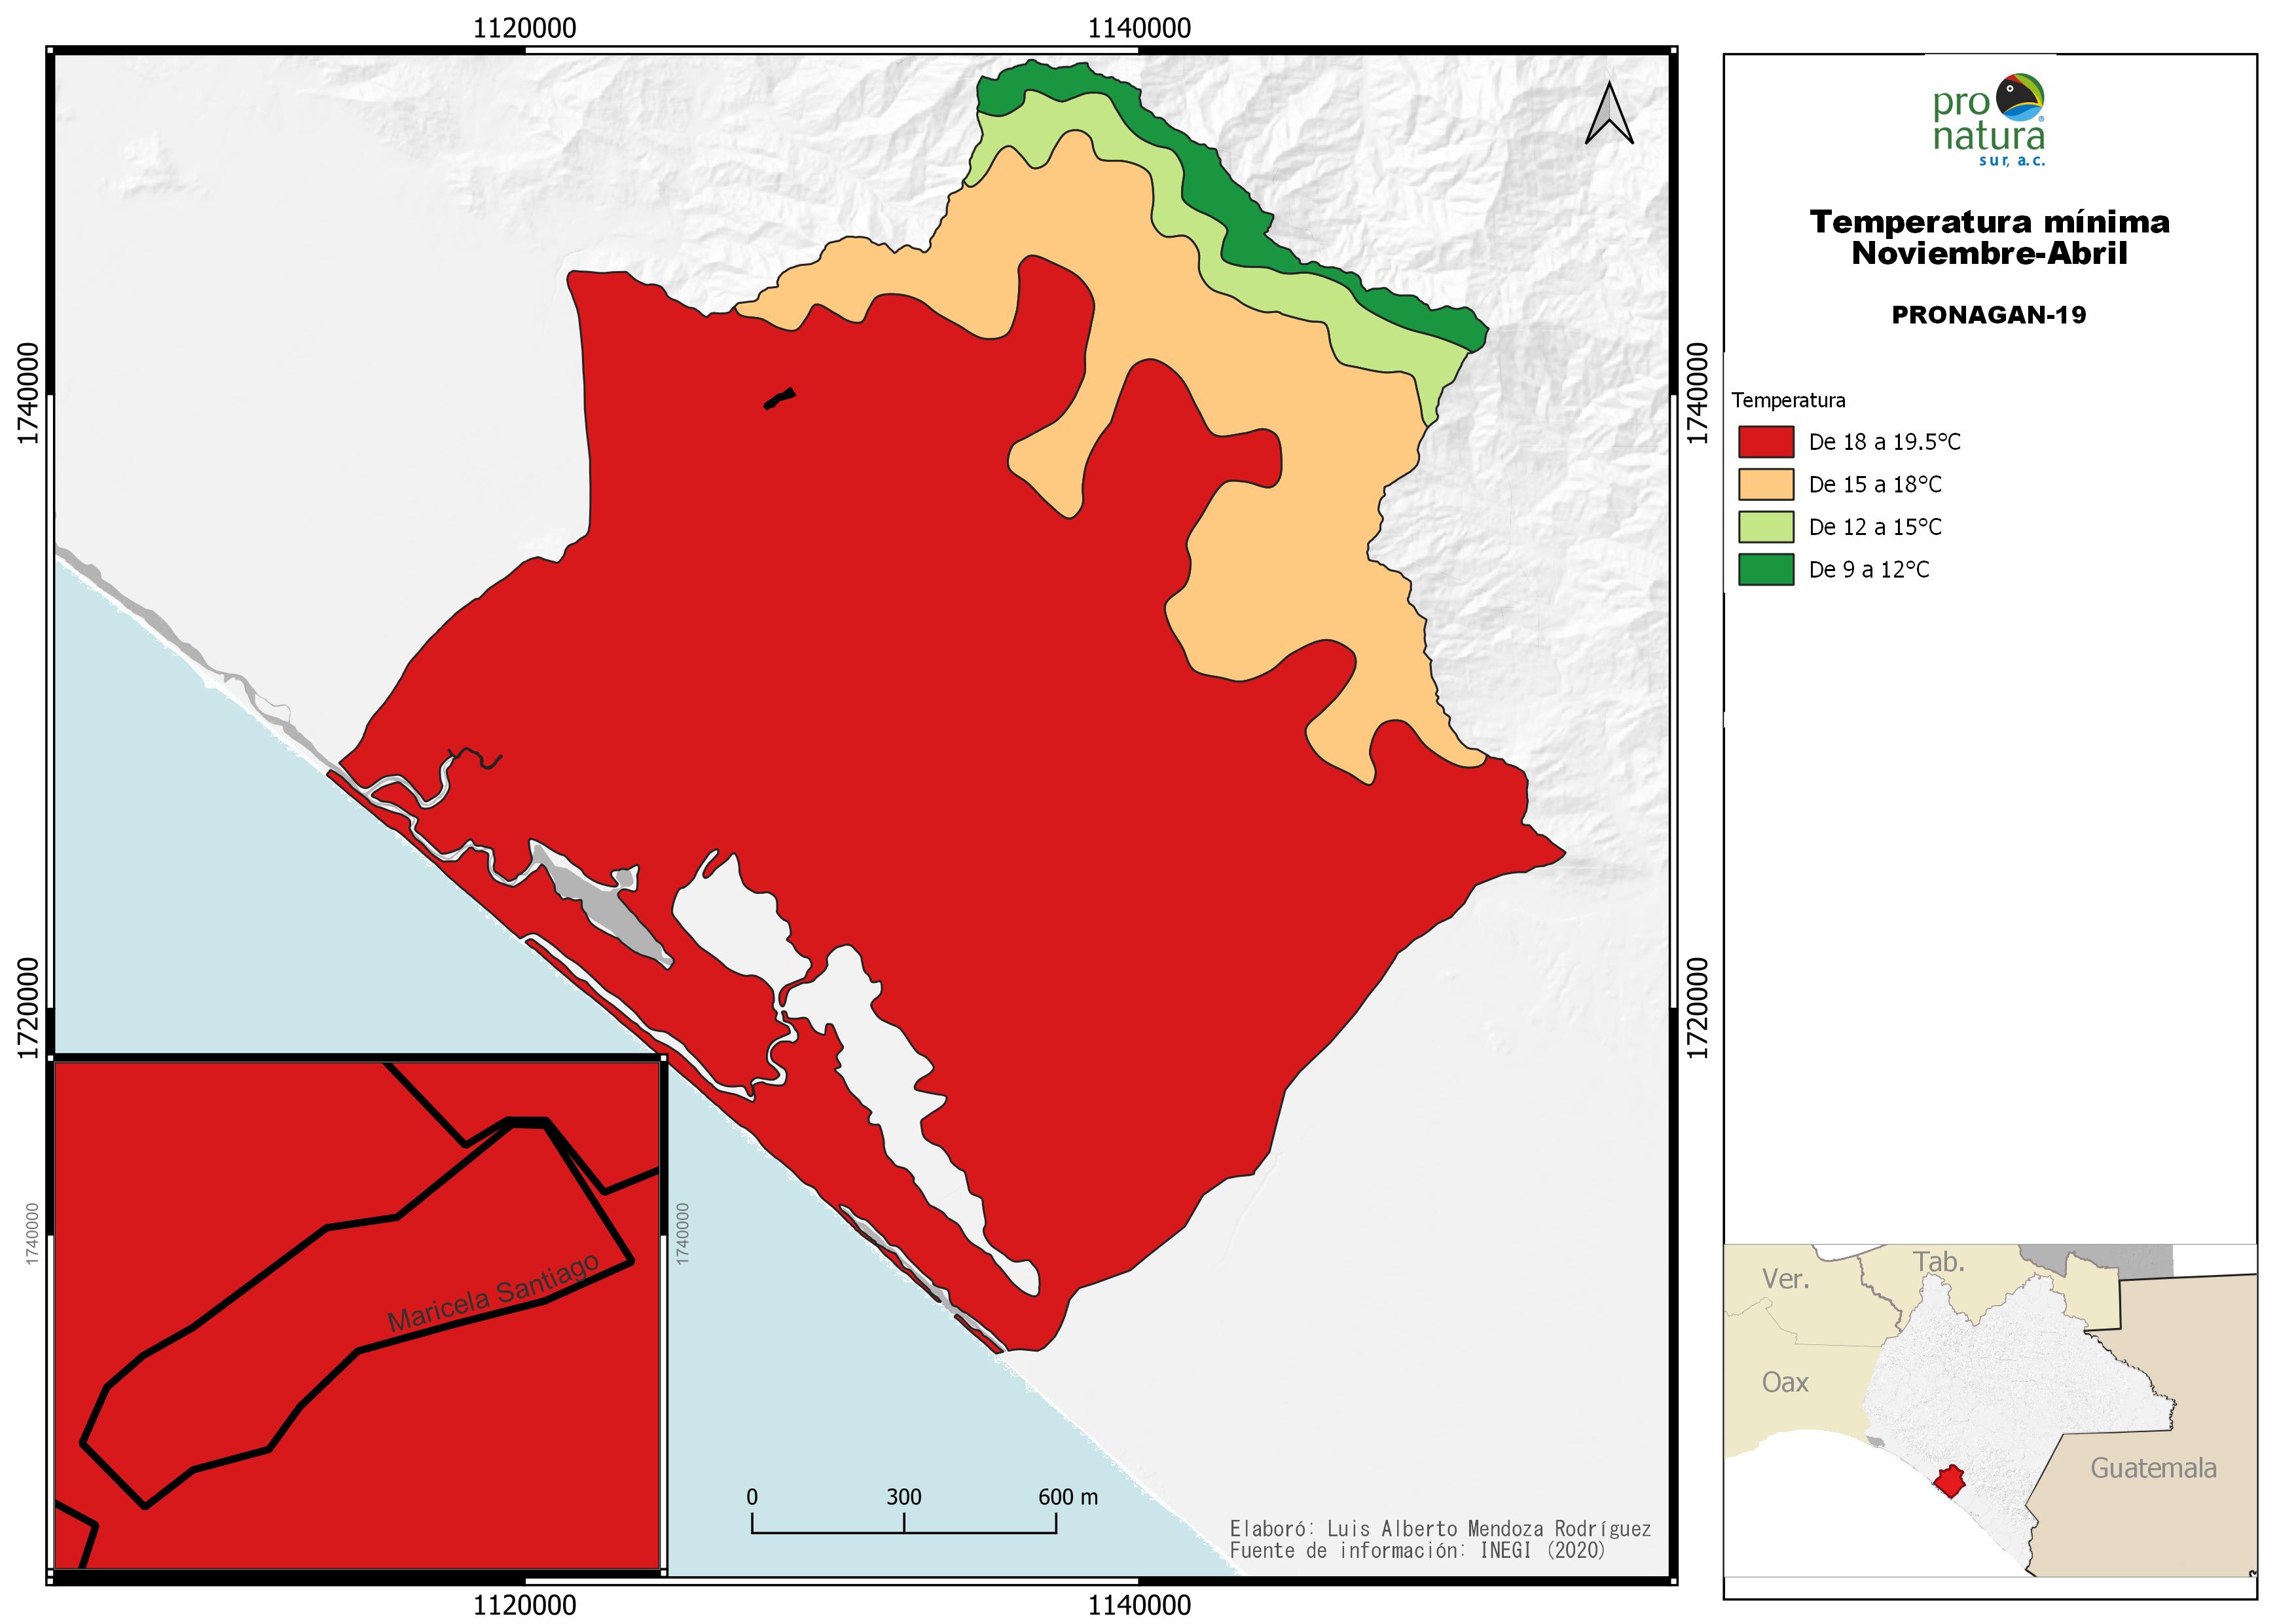 1120000
1140000
1740000
1740000
1720000
1720000
1740000
1740000
Maricela Santiago
0 300 600 m
Elaboró: Luis Alberto Mendoza Rodríguez
Fuente de información: INEGI (2020)
1120000
1140000
pro
natura
sur, a.c.
Temperatura mínima
Noviembre-Abril
PRONAGAN-19
Temperatura
De 18 a 19.5°C
De 15 a 18°C
De 12 a 15°C
De 9 a 12°C
Ver.
Tab.
Oax
Guatemala